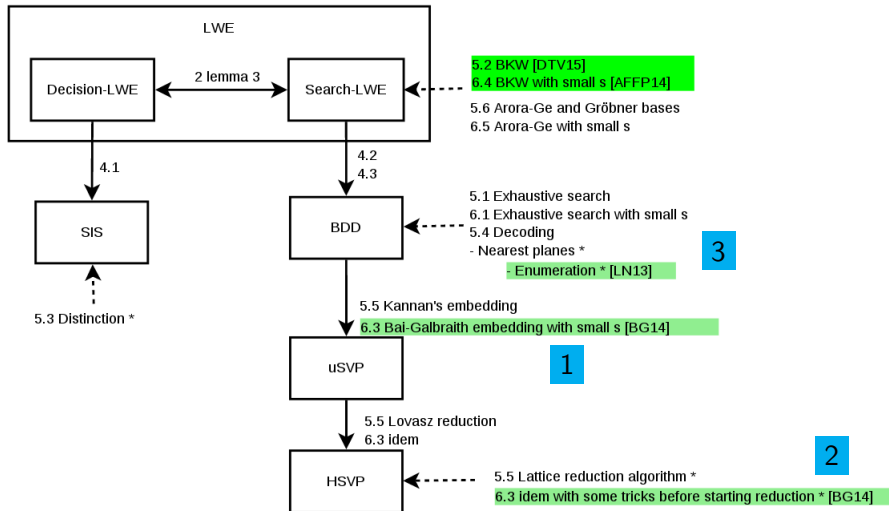 LWE
Decision-LWE
2 lemma 3
Search-LWE
5.2 BKW [DTV15]
6.4 BKW with small s [AFFP14]
5.6 Arora-Ge and Gröbner bases
6.5 Arora-Ge with small s
4.1
4.2
4.3
SIS
BDD
5.1 Exhaustive search
6.1 Exhaustive search with small s
5.4 Decoding
- Nearest planes *
- Enumeration * [LN13]
3
5.3 Distinction *
5.5 Kannan's embedding
6.3 Bai-Galbraith embedding with small s [BG14]
uSVP
1
5.5 Lovasz reduction
6.3 idem
2
HSVP
5.5 Lattice reduction algorithm *
6.3 idem with some tricks before starting reduction * [BG14]